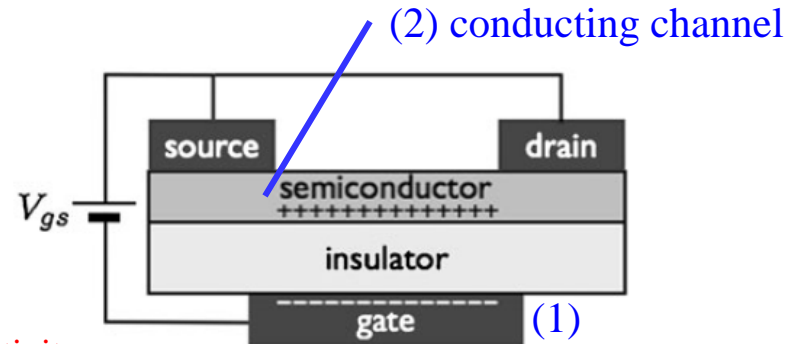 (2) conducting channel
source
drain
semiconductor
++++++++++++++
V_gs
insulator
gate
(1)